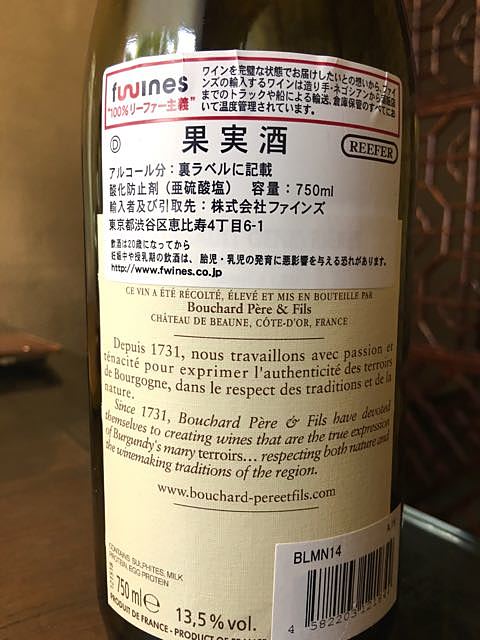 fwines
"100%リーファー主義"
ワインを完璧な状態でお届けしたいとの想いから、ファイ
ンズの輸入するワインは造り手・ネゴシアンから通販店
までのトラックや船による輸送、倉庫保管のすべてにお
いて温度管理されています。
D
果実酒
REEFER
アルコール分：裏ラベルに記載
酸化防止剤（亜硫酸塩） 容量：750ml
輸入者及び引取先：株式会社ファインズ
東京都渋谷区恵比寿4丁目6-1
飲酒は20歳になってから
妊娠中や授乳期の飲酒は、胎児・乳児の発育に悪影響を与える恐れがあります。
http://www.fwines.co.jp
CE VIN A ÉTÉ RÉCOLTÉ, ÉLEVÉ ET MIS EN BOUTEILLE PAR
Bouchard Père & Fils
CHÂTEAU DE BEAUNE, CÔTE-D'OR, FRANCE
Depuis 1731, nous travaillons avec passion et
ténacité pour exprimer l'authenticité des terroirs
de Bourgogne, dans le respect des traditions et de la
nature.
Since 1731, Bouchard Père & Fils have devoted
themselves to creating wines that are the true expression
of Burgundy's many terroirs... respecting both nature and
the winemaking traditions of the region.
www.bouchard-pereetfils.com
CONTAINS SULPHITES, MILK
PROTEIN, EGG PROTEIN
750 ml e
13,5% vol.
PRODUIT DE FRANCE - PRODUCT OF FRANCE
BLMN14